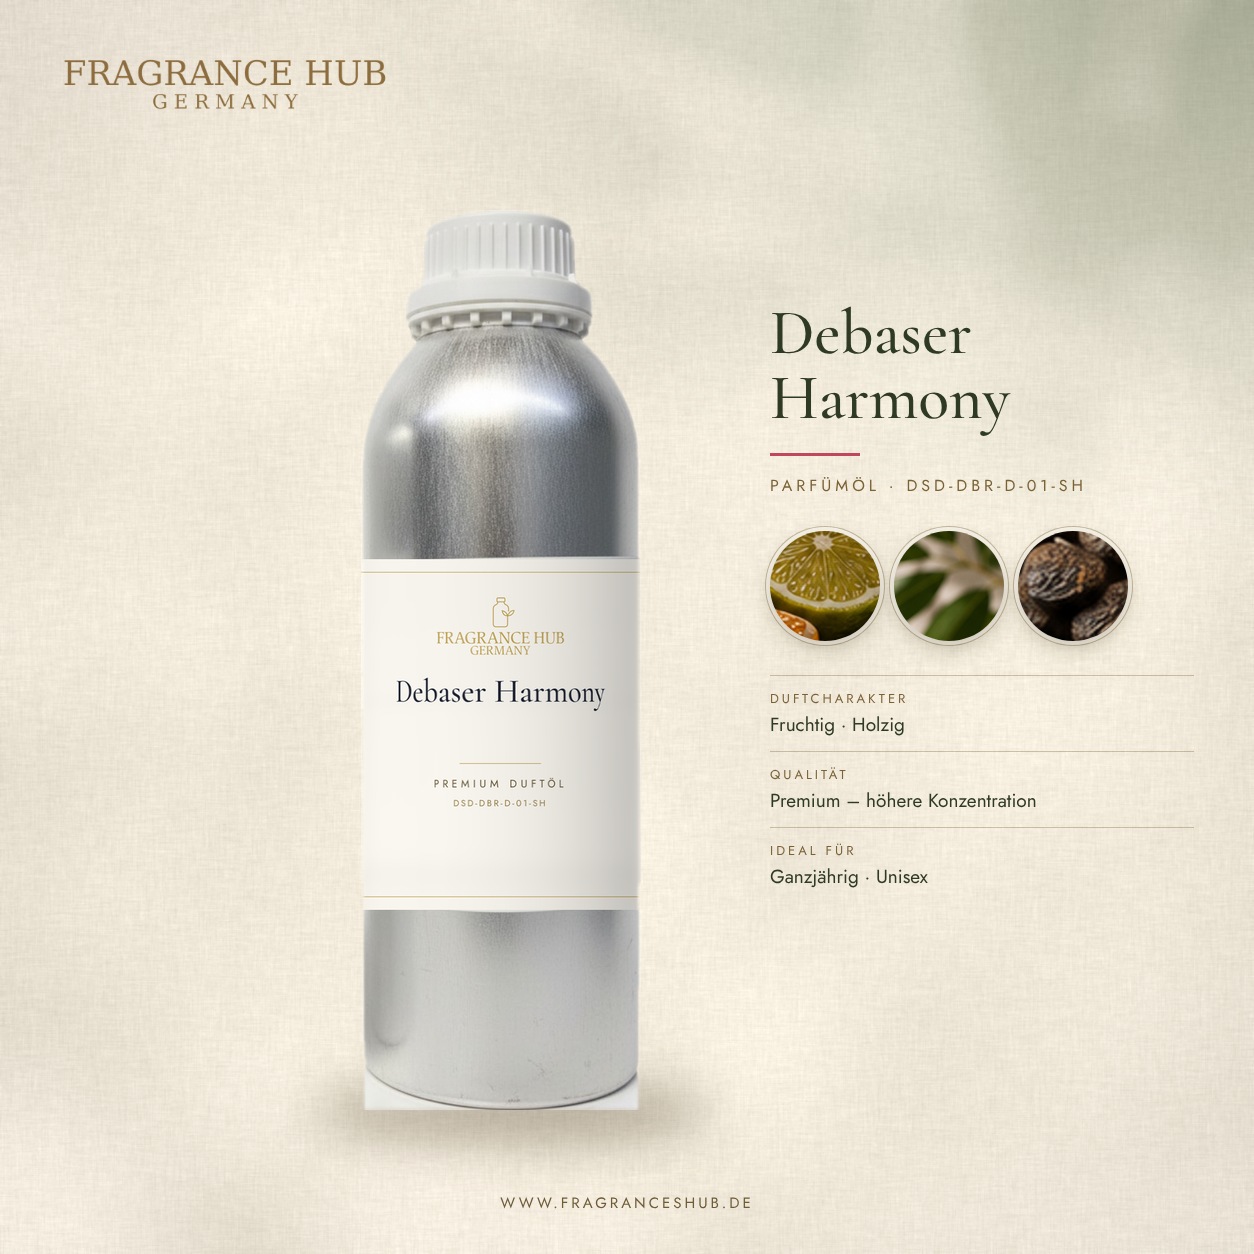 FRAGRANCE HUB
GERMANY
Debaser
Harmony
PARFÜMÖL · DSD-DBR-D-01-SH
DUFTCHARAKTER
Fruchtig · Holzig
QUALITÄT
Premium – höhere Konzentration
IDEAL FÜR
Ganzjährig · Unisex
FRAGRANCE HUB
GERMANY
Debaser Harmony
PREMIUM DUFTÖL
DSD-DBR-D-01-SH
WWW.FRAGRANCESHUB.DE